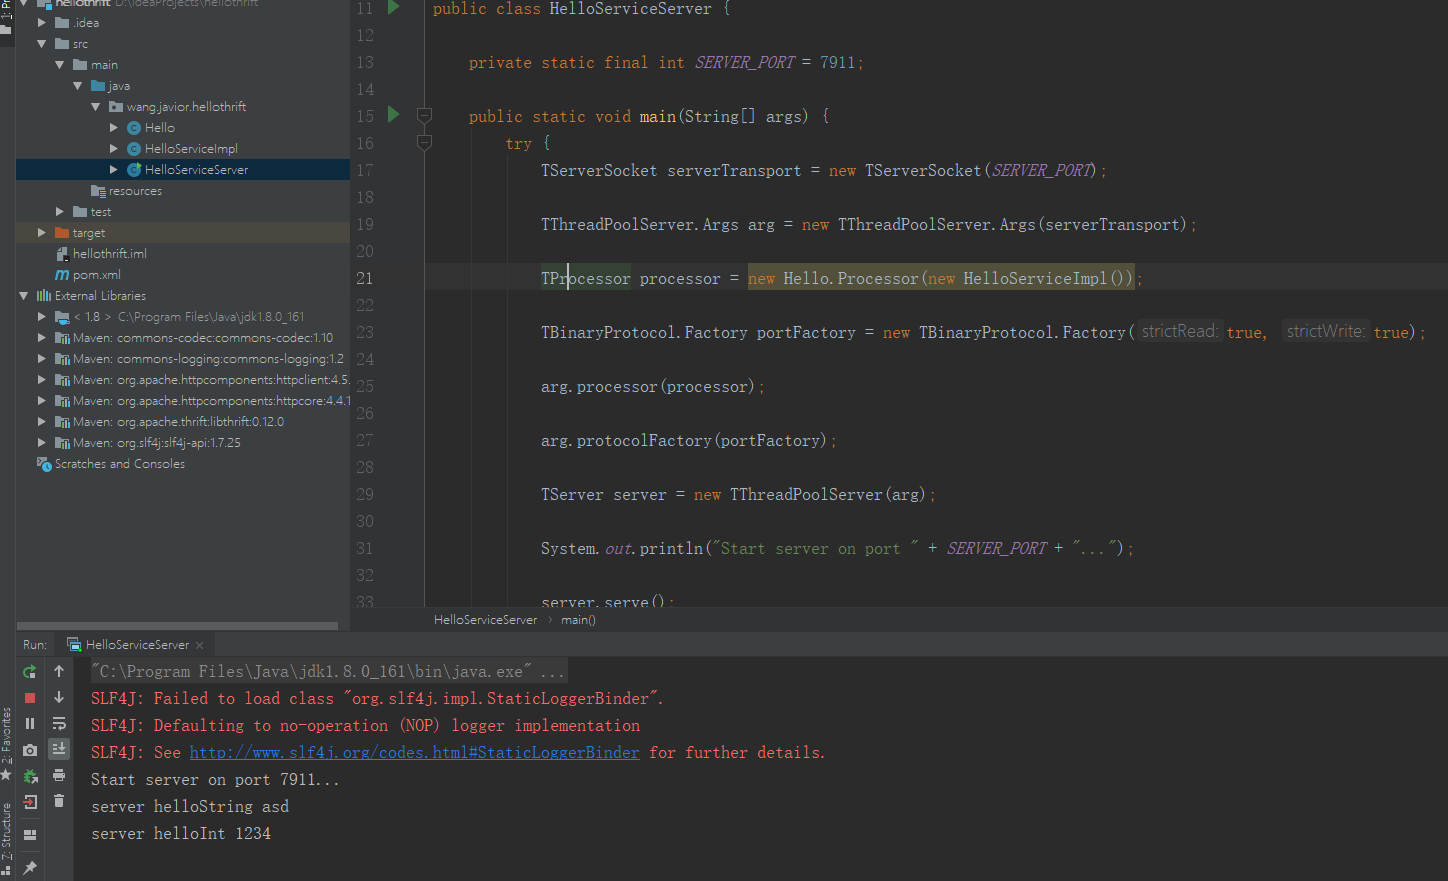 hellothrift D:\IdeaProjects\hellothrift
.idea
src
main
java
wang.javior.hellothrift
Hello
HelloServiceImpl
HelloServiceServer
resources
test
target
hellothrift.iml
pom.xml
External Libraries
< 1.8 > C:\Program Files\Java\jdk1.8.0_161
Maven: commons-codec:commons-codec:1.10
Maven: commons-logging:commons-logging:1.2
Maven: org.apache.httpcomponents:httpclient:4.5.
Maven: org.apache.httpcomponents:httpcore:4.4.1
Maven: org.apache.thrift:libthrift:0.12.0
Maven: org.slf4j:slf4j-api:1.7.25
Scratches and Consoles
11 public class HelloServiceServer {
12
13 private static final int SERVER_PORT = 7911;
14
15 public static void main(String[] args) {
16 try {
17 TServerSocket serverTransport = new TServerSocket(SERVER_PORT);
18
19 TThreadPoolServer.Args arg = new TThreadPoolServer.Args(serverTransport);
20
21 TProcessor processor = new Hello.Processor(new HelloServiceImpl());
22
23 TBinaryProtocol.Factory portFactory = new TBinaryProtocol.Factory( strictRead: true, strictWrite: true);
24
25 arg.processor(processor);
26
27 arg.protocolFactory(portFactory);
28
29 TServer server = new TThreadPoolServer(arg);
30
31 System.out.println("Start server on port " + SERVER_PORT + "...");
32
33 server.serve();
HelloServiceServer › main()
Run: HelloServiceServer ×
"C:\Program Files\Java\jdk1.8.0_161\bin\java.exe" ...
SLF4J: Failed to load class "org.slf4j.impl.StaticLoggerBinder".
SLF4J: Defaulting to no-operation (NOP) logger implementation
SLF4J: See http://www.slf4j.org/codes.html#StaticLoggerBinder for further details.
Start server on port 7911...
server helloString asd
server helloInt 1234
2: Favorites
Z: Structure